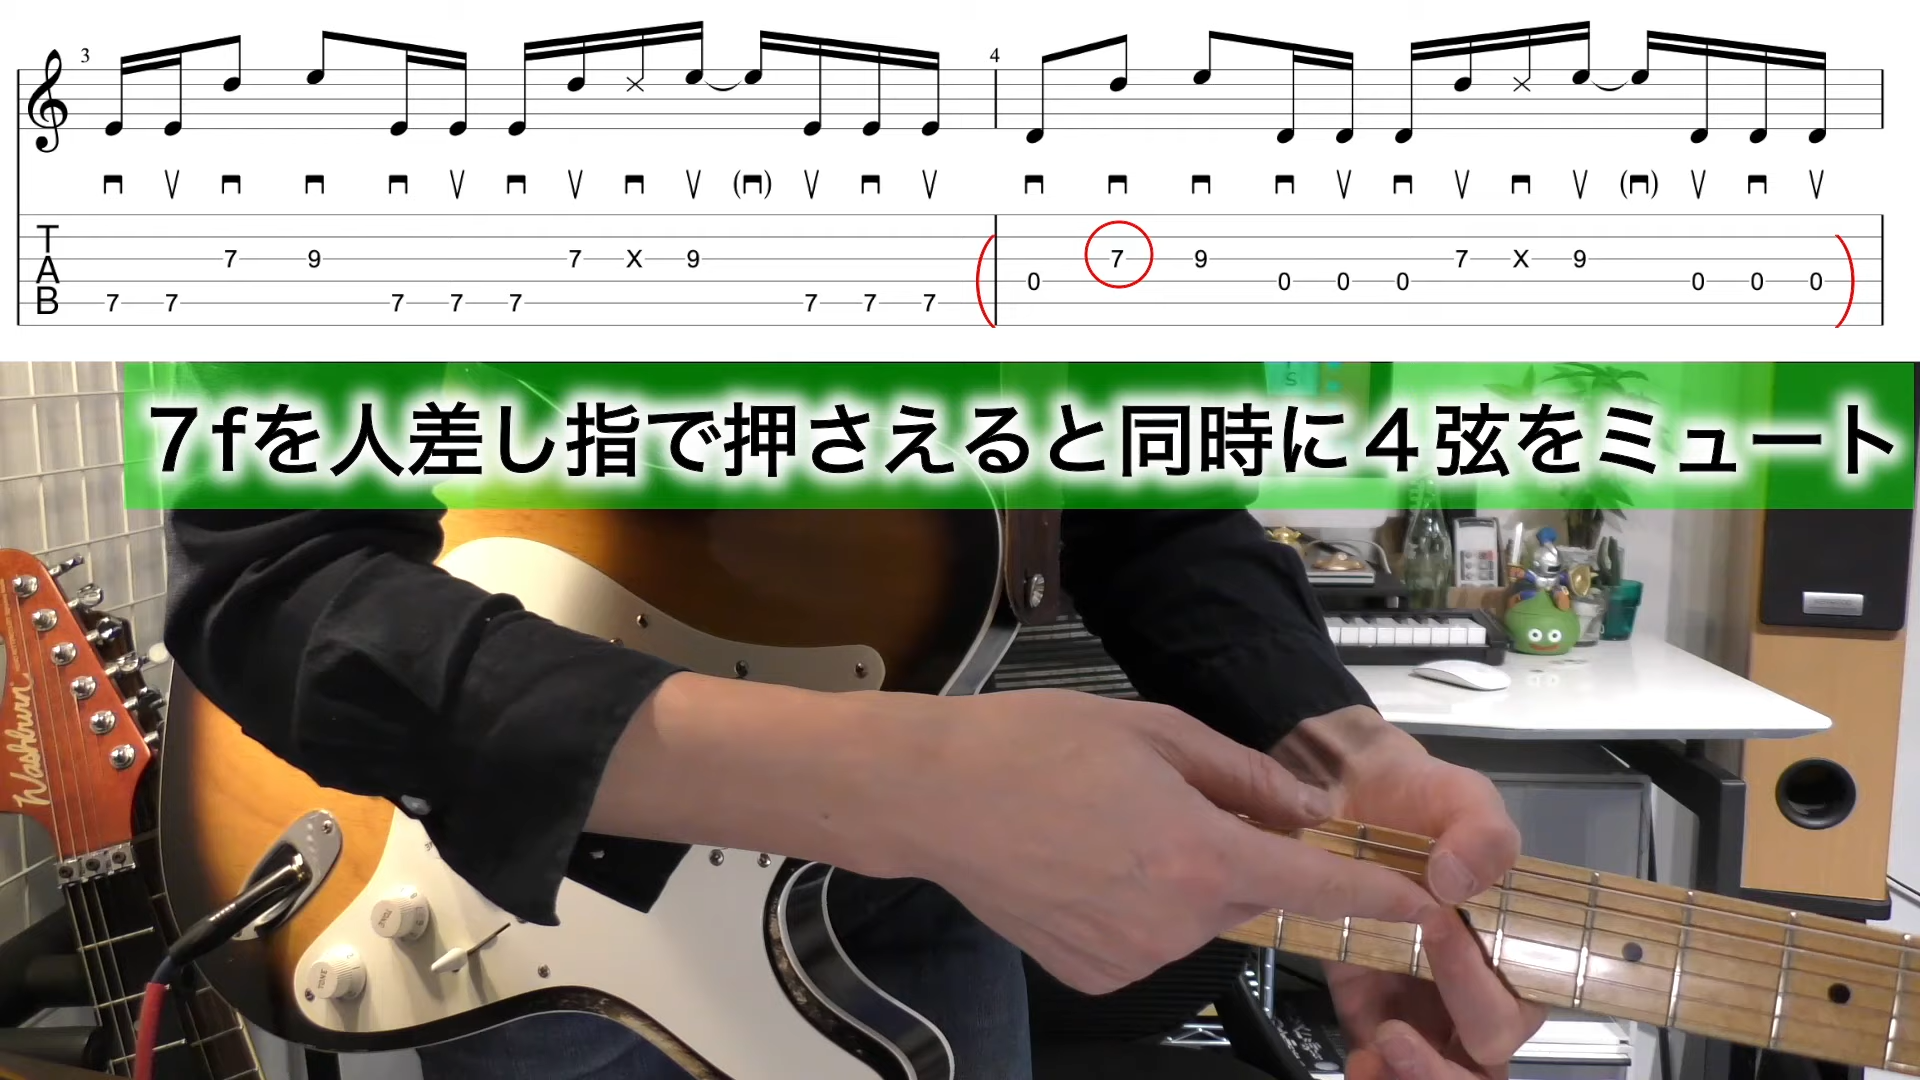 3 4
T 7 9 7 X 9 7 9 7 X 9
A 0 0 0 0 0 0 0
B 7 7 7 7 7 7 7 7
7fを人差し指で押さえると同時に4弦をミュート
Washburn
TONE
TONE